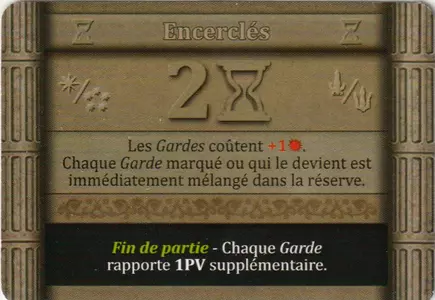 Encerclés
2
Les Gardes coûtent +1.
Chaque Garde marqué ou qui le devient est
immédiatement mélangé dans la réserve.
Fin de partie - Chaque Garde
rapporte 1PV supplémentaire.